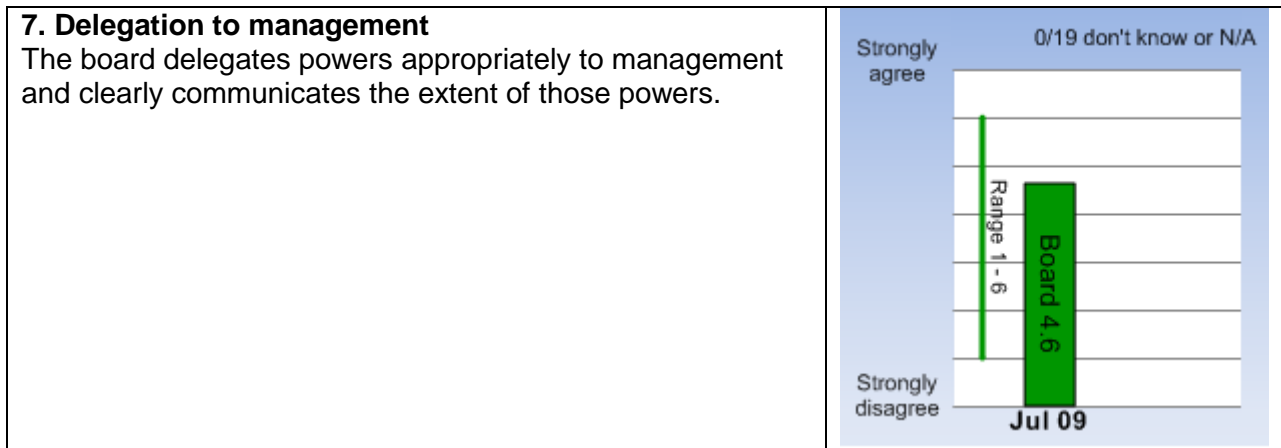 7. Delegation to management
The board delegates powers appropriately to management
and clearly communicates the extent of those powers.
0/19 don't know or N/A
Strongly
agree
Range 1 - 6
Board 4.6
Strongly
disagree
Jul 09